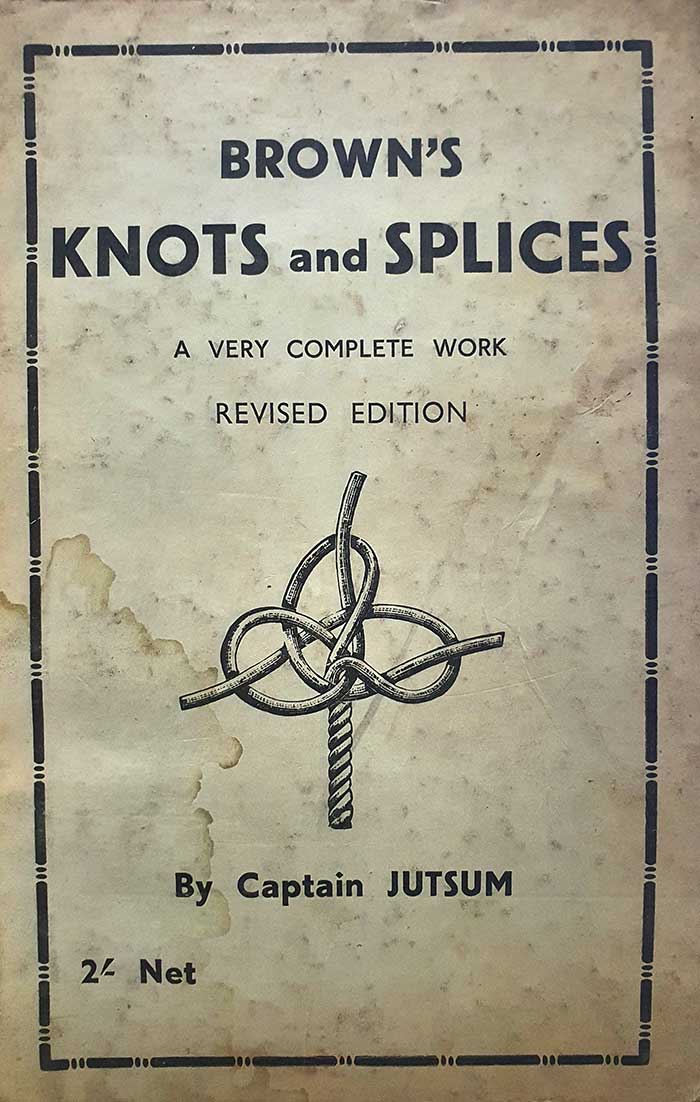 BROWN'S
KNOTS and SPLICES
A VERY COMPLETE WORK
REVISED EDITION
By Captain JUTSUM
2/- Net